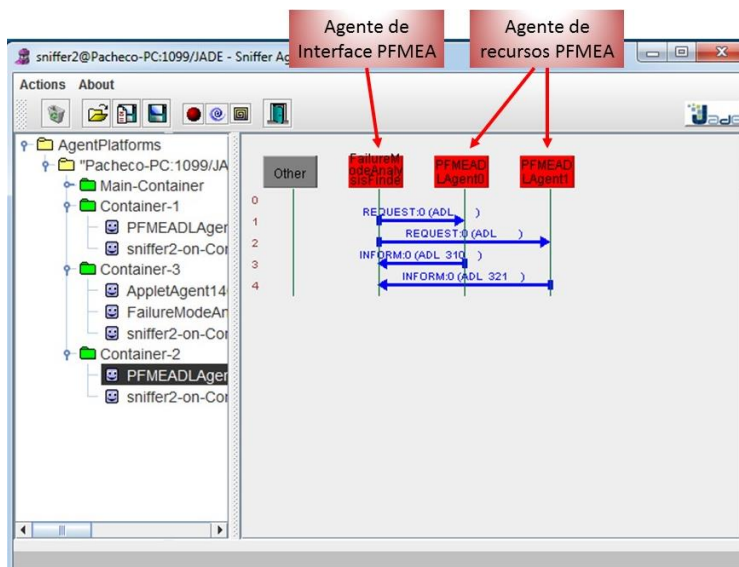 Agente de
Interface PFMEA
Agente de
recursos PFMEA
sniffer2@Pacheco-PC:1099/JADE - Sniffer Ag
Actions About
Jade
AgentPlatforms
"Pacheco-PC:1099/JA
Main-Container
Container-1
PFMEADLAger
sniffer2-on-Cor
Container-3
AppletAgent14
FailureModeAn
sniffer2-on-Cor
Container-2
PFMEADLAger
sniffer2-on-Cor
Other
FailureM
odeAnaly
sisFinde
PFMEAD
LAgent0
PFMEAD
LAgent1
0
1
REQUEST:0 (ADL )
2
REQUEST:0 (ADL )
3
INFORM:0 (ADL 310 )
4
INFORM:0 (ADL 321 )